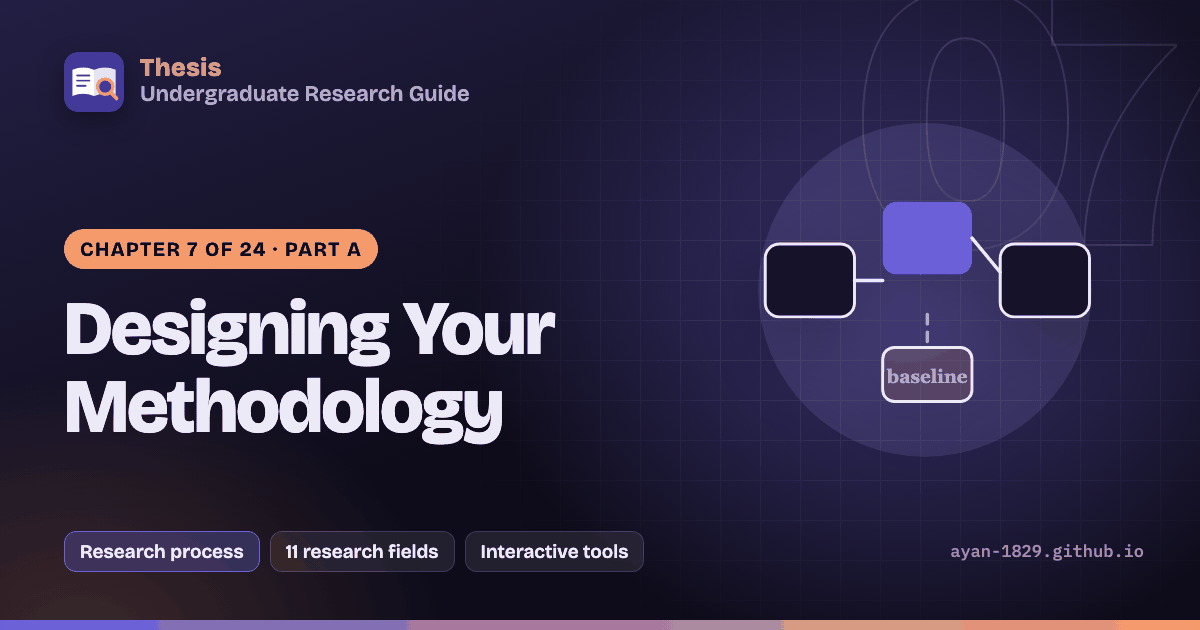 Thesis
Undergraduate Research Guide
07
CHAPTER 7 OF 24 · PART A
Designing Your
Methodology
baseline
Research process
11 research fields
Interactive tools
ayan-1829.github.io